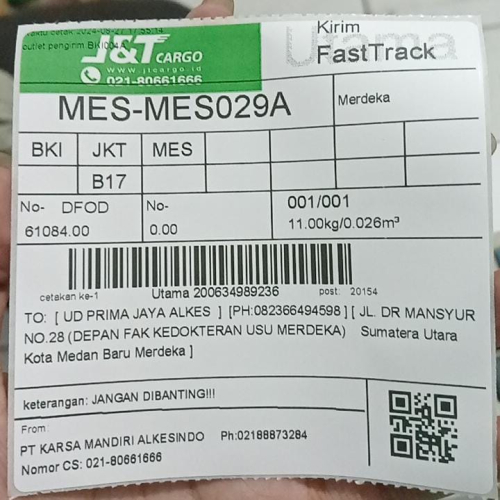 waktu cetak 2024-08-27 17:55:14
outlet pengirim BKI004A
J&T CARGO
www.jtcargo.id
021-80661666
Kirim
Utama
FastTrack
MES-MES029A
Merdeka
BKI JKT MES
B17
No- DFOD
61084.00
No-
0.00
001/001
11.00kg/0.026m³
cetakan ke-1 Utama 200634989236 post: 20154
TO: [ UD PRIMA JAYA ALKES ] [PH:082366494598 ] [ JL. DR MANSYUR
NO.28 (DEPAN FAK KEDOKTERAN USU MERDEKA) Sumatera Utara
Kota Medan Baru Merdeka ]
keterangan: JANGAN DIBANTING!!!
From:
PT KARSA MANDIRI ALKESINDO Ph:02188873284
Nomor CS: 021-80661666